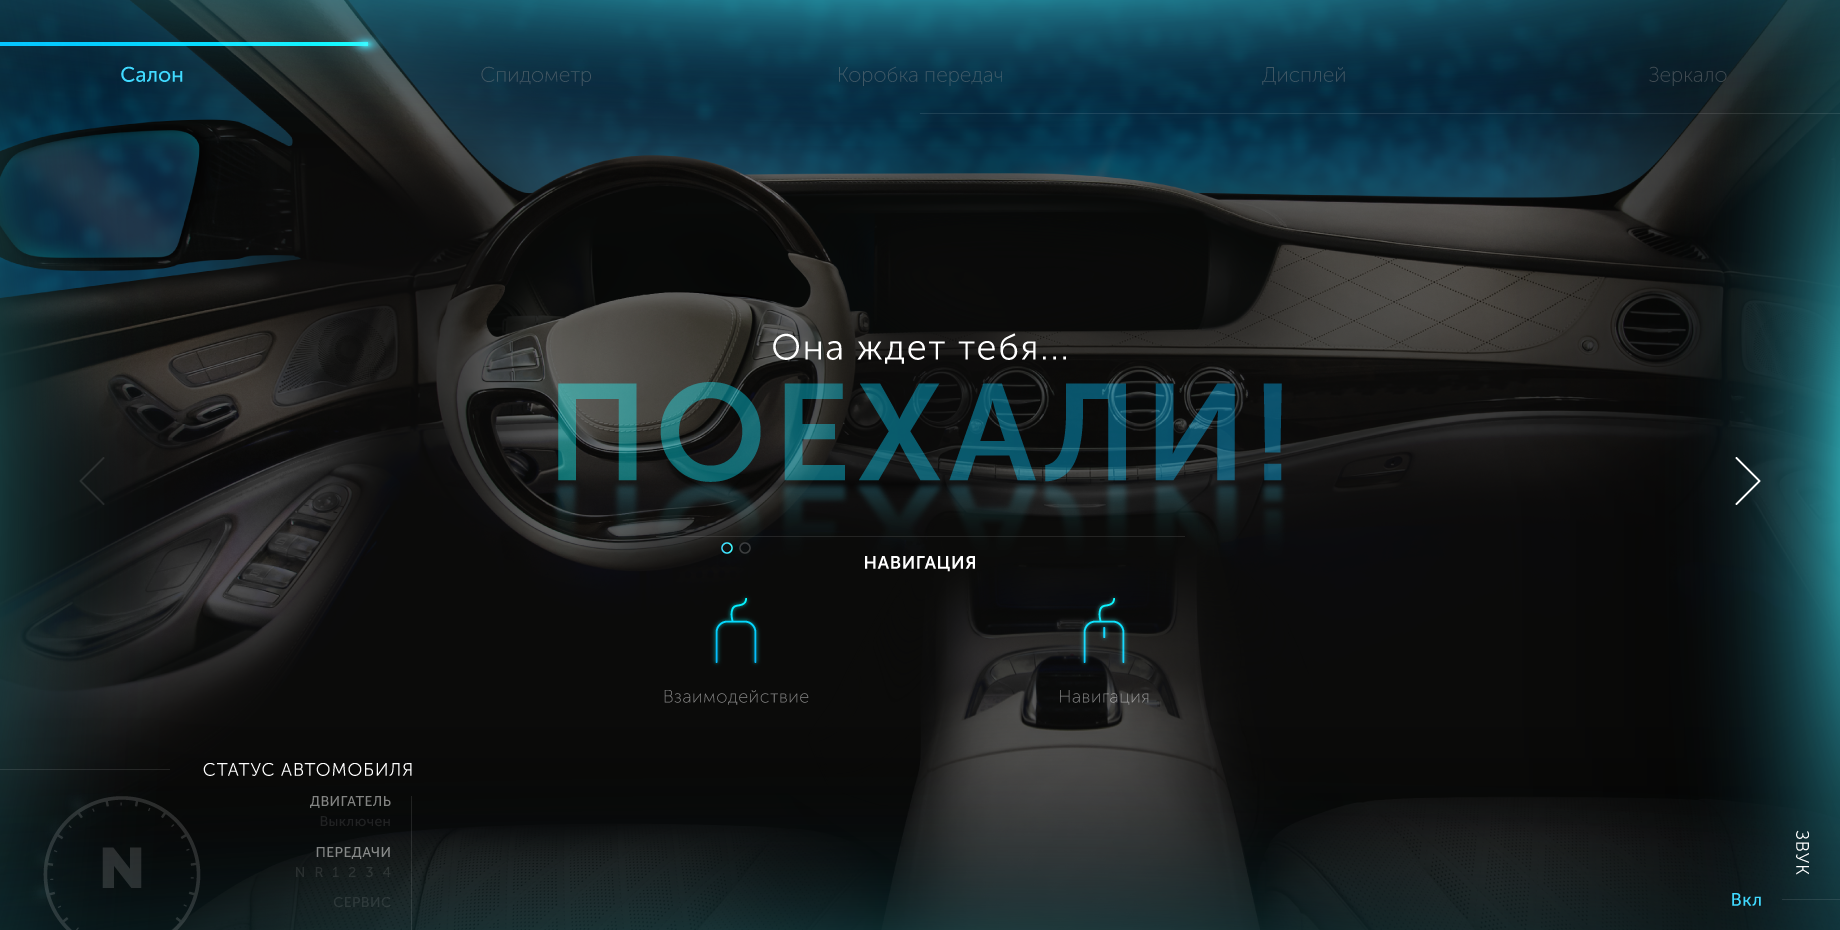 Салон
Спидометр
Коробка передач
Дисплей
Зеркало
Она ждет тебя...
ПОЕХАЛИ!
НАВИГАЦИЯ
Взаимодействие
Навигация
СТАТУС АВТОМОБИЛЯ
ДВИГАТЕЛЬ
Выключен
ПЕРЕДАЧИ
N R 1 2 3 4
СЕРВИС
N
ЗВУК
Вкл